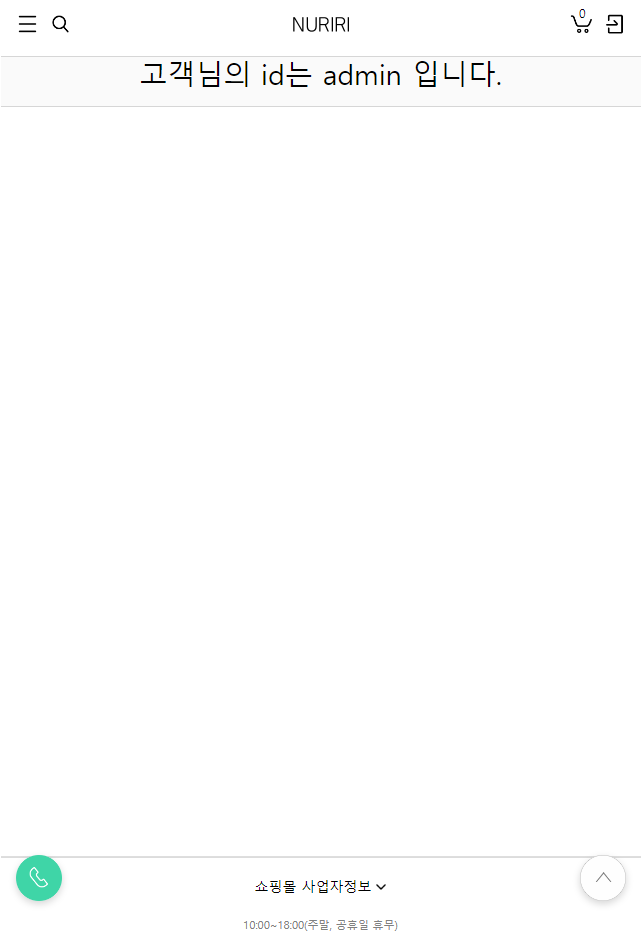 NURIRI
0
고객님의 id는 admin 입니다.
쇼핑몰 사업자정보
10:00~18:00(주말, 공휴일 휴무)